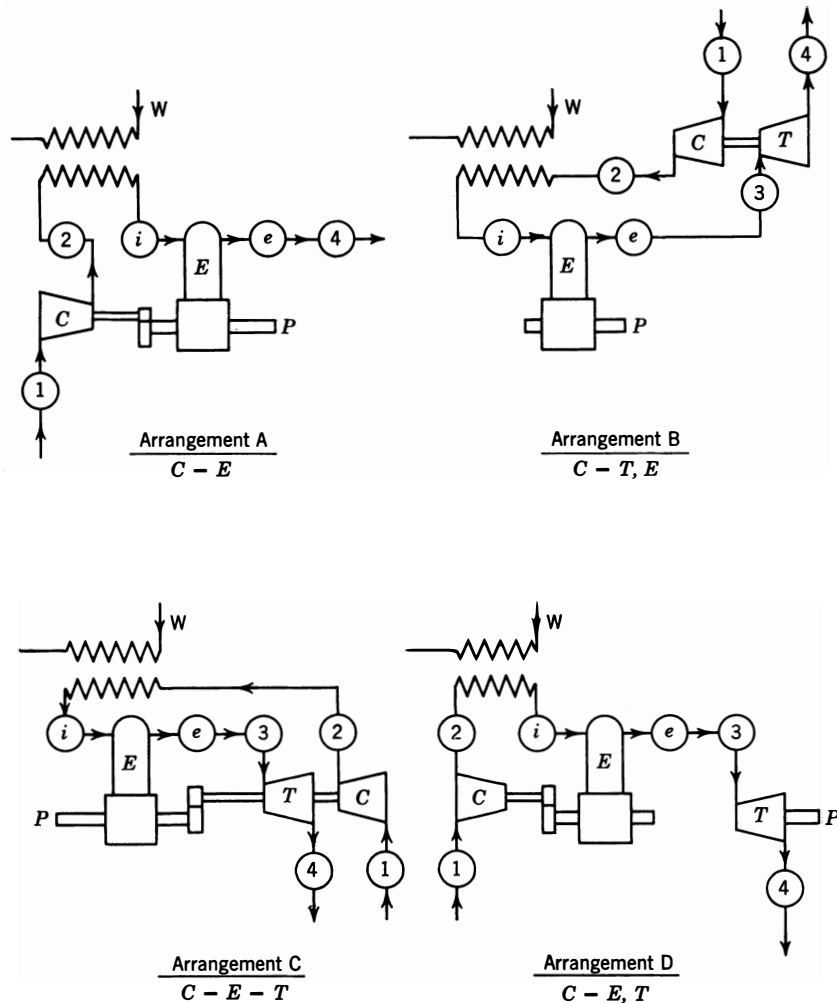 W
2
i
e
4
E
C
P
1
Arrangement A
C – E
1
4
W
C
T
2
3
i
e
E
P
Arrangement B
C – T, E
W
i
e
3
2
E
T
C
P
4
1
Arrangement C
C – E – T
W
2
i
e
3
E
C
T
P
1
4
Arrangement D
C – E, T